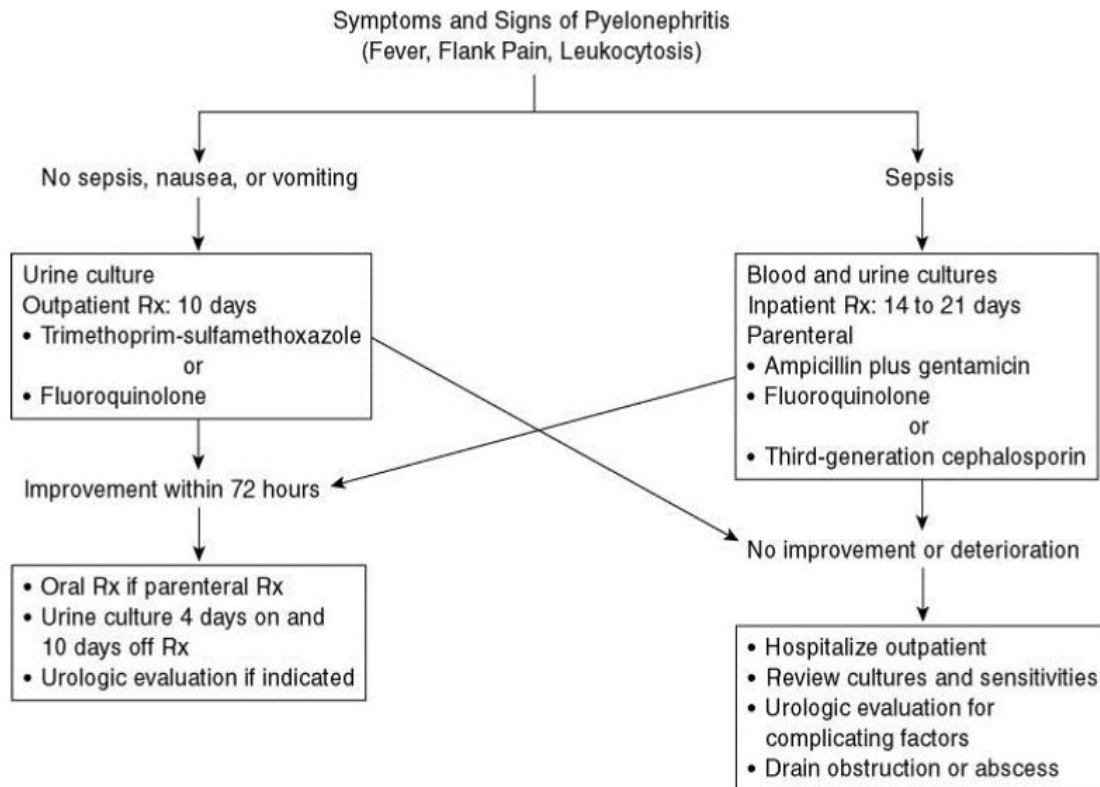 Symptoms and Signs of Pyelonephritis
(Fever, Flank Pain, Leukocytosis)
No sepsis, nausea, or vomiting
Sepsis
Urine culture
Outpatient Rx: 10 days
• Trimethoprim-sulfamethoxazole
or
• Fluoroquinolone
Blood and urine cultures
Inpatient Rx: 14 to 21 days
Parenteral
• Ampicillin plus gentamicin
• Fluoroquinolone
or
• Third-generation cephalosporin
Improvement within 72 hours
No improvement or deterioration
• Oral Rx if parenteral Rx
• Urine culture 4 days on and
10 days off Rx
• Urologic evaluation if indicated
• Hospitalize outpatient
• Review cultures and sensitivities
• Urologic evaluation for
complicating factors
• Drain obstruction or abscess